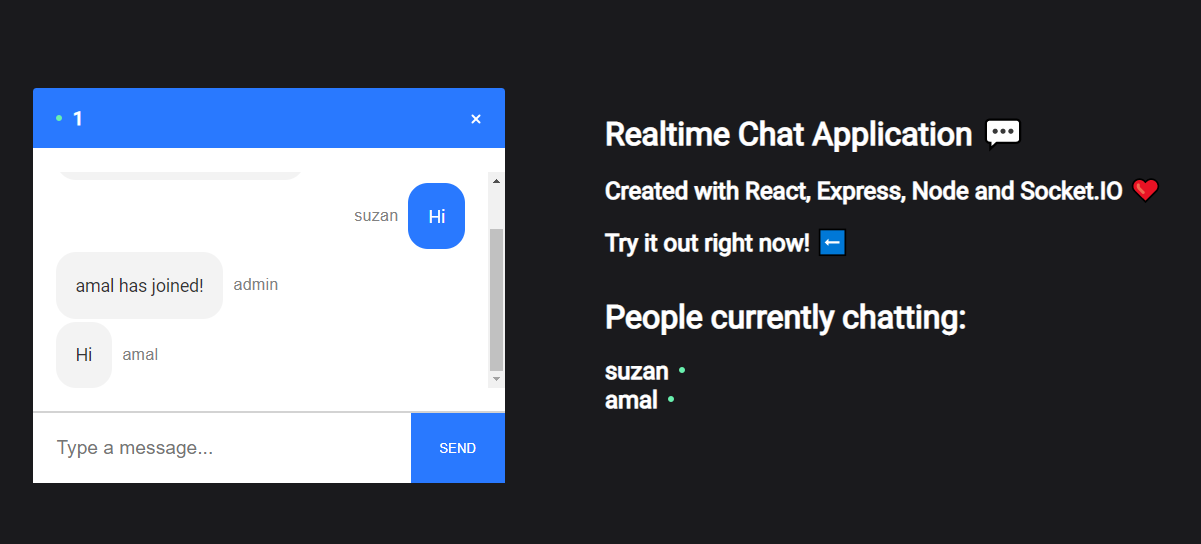 1 ×
suzan Hi
amal has joined! admin
Hi amal
Type a message... SEND
Realtime Chat Application 💬
Created with React, Express, Node and Socket.IO ❤️
Try it out right now! ⬅️
People currently chatting:
suzan
amal